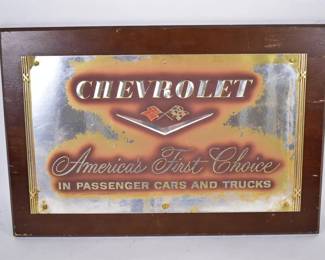 CHEVROLET
America's First Choice
IN PASSENGER CARS AND TRUCKS